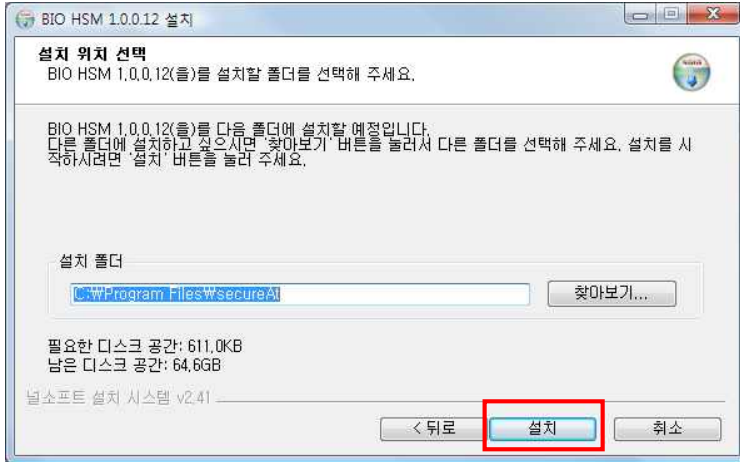 BIO HSM 1.0.0.12 설치
설치 위치 선택
BIO HSM 1.0.0.12(을)를 설치할 폴더를 선택해 주세요.
BIO HSM 1.0.0.12(을)를 다음 폴더에 설치할 예정입니다.
다른 폴더에 설치하고 싶으시면 '찾아보기' 버튼을 눌러서 다른 폴더를 선택해 주세요. 설치를 시
작하시려면 '설치' 버튼을 눌러 주세요.
설치 폴더
C:₩Program Files₩secureAt
찾아보기...
필요한 디스크 공간: 611.0KB
남은 디스크 공간: 64.6GB
널소프트 설치 시스템 v2.41
< 뒤로
설치
취소